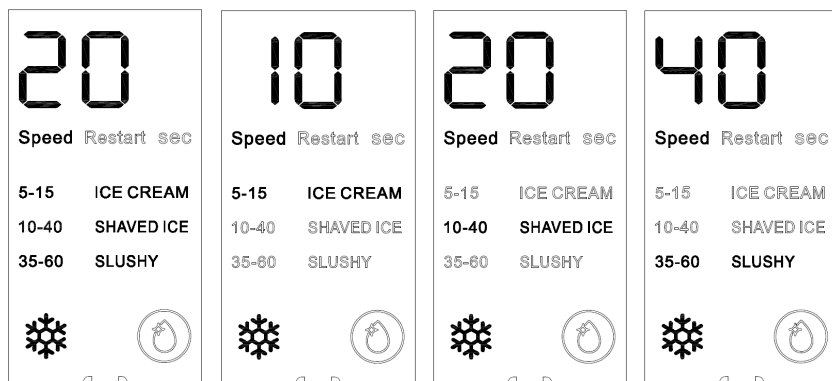 20
Speed Restart sec
5-15 ICE CREAM
10-40 SHAVED ICE
35-60 SLUSHY
10
Speed Restart sec
5-15 ICE CREAM
10-40 SHAVED ICE
35-60 SLUSHY
20
Speed Restart sec
5-15 ICE CREAM
10-40 SHAVED ICE
35-60 SLUSHY
40
Speed Restart sec
5-15 ICE CREAM
10-40 SHAVED ICE
35-60 SLUSHY